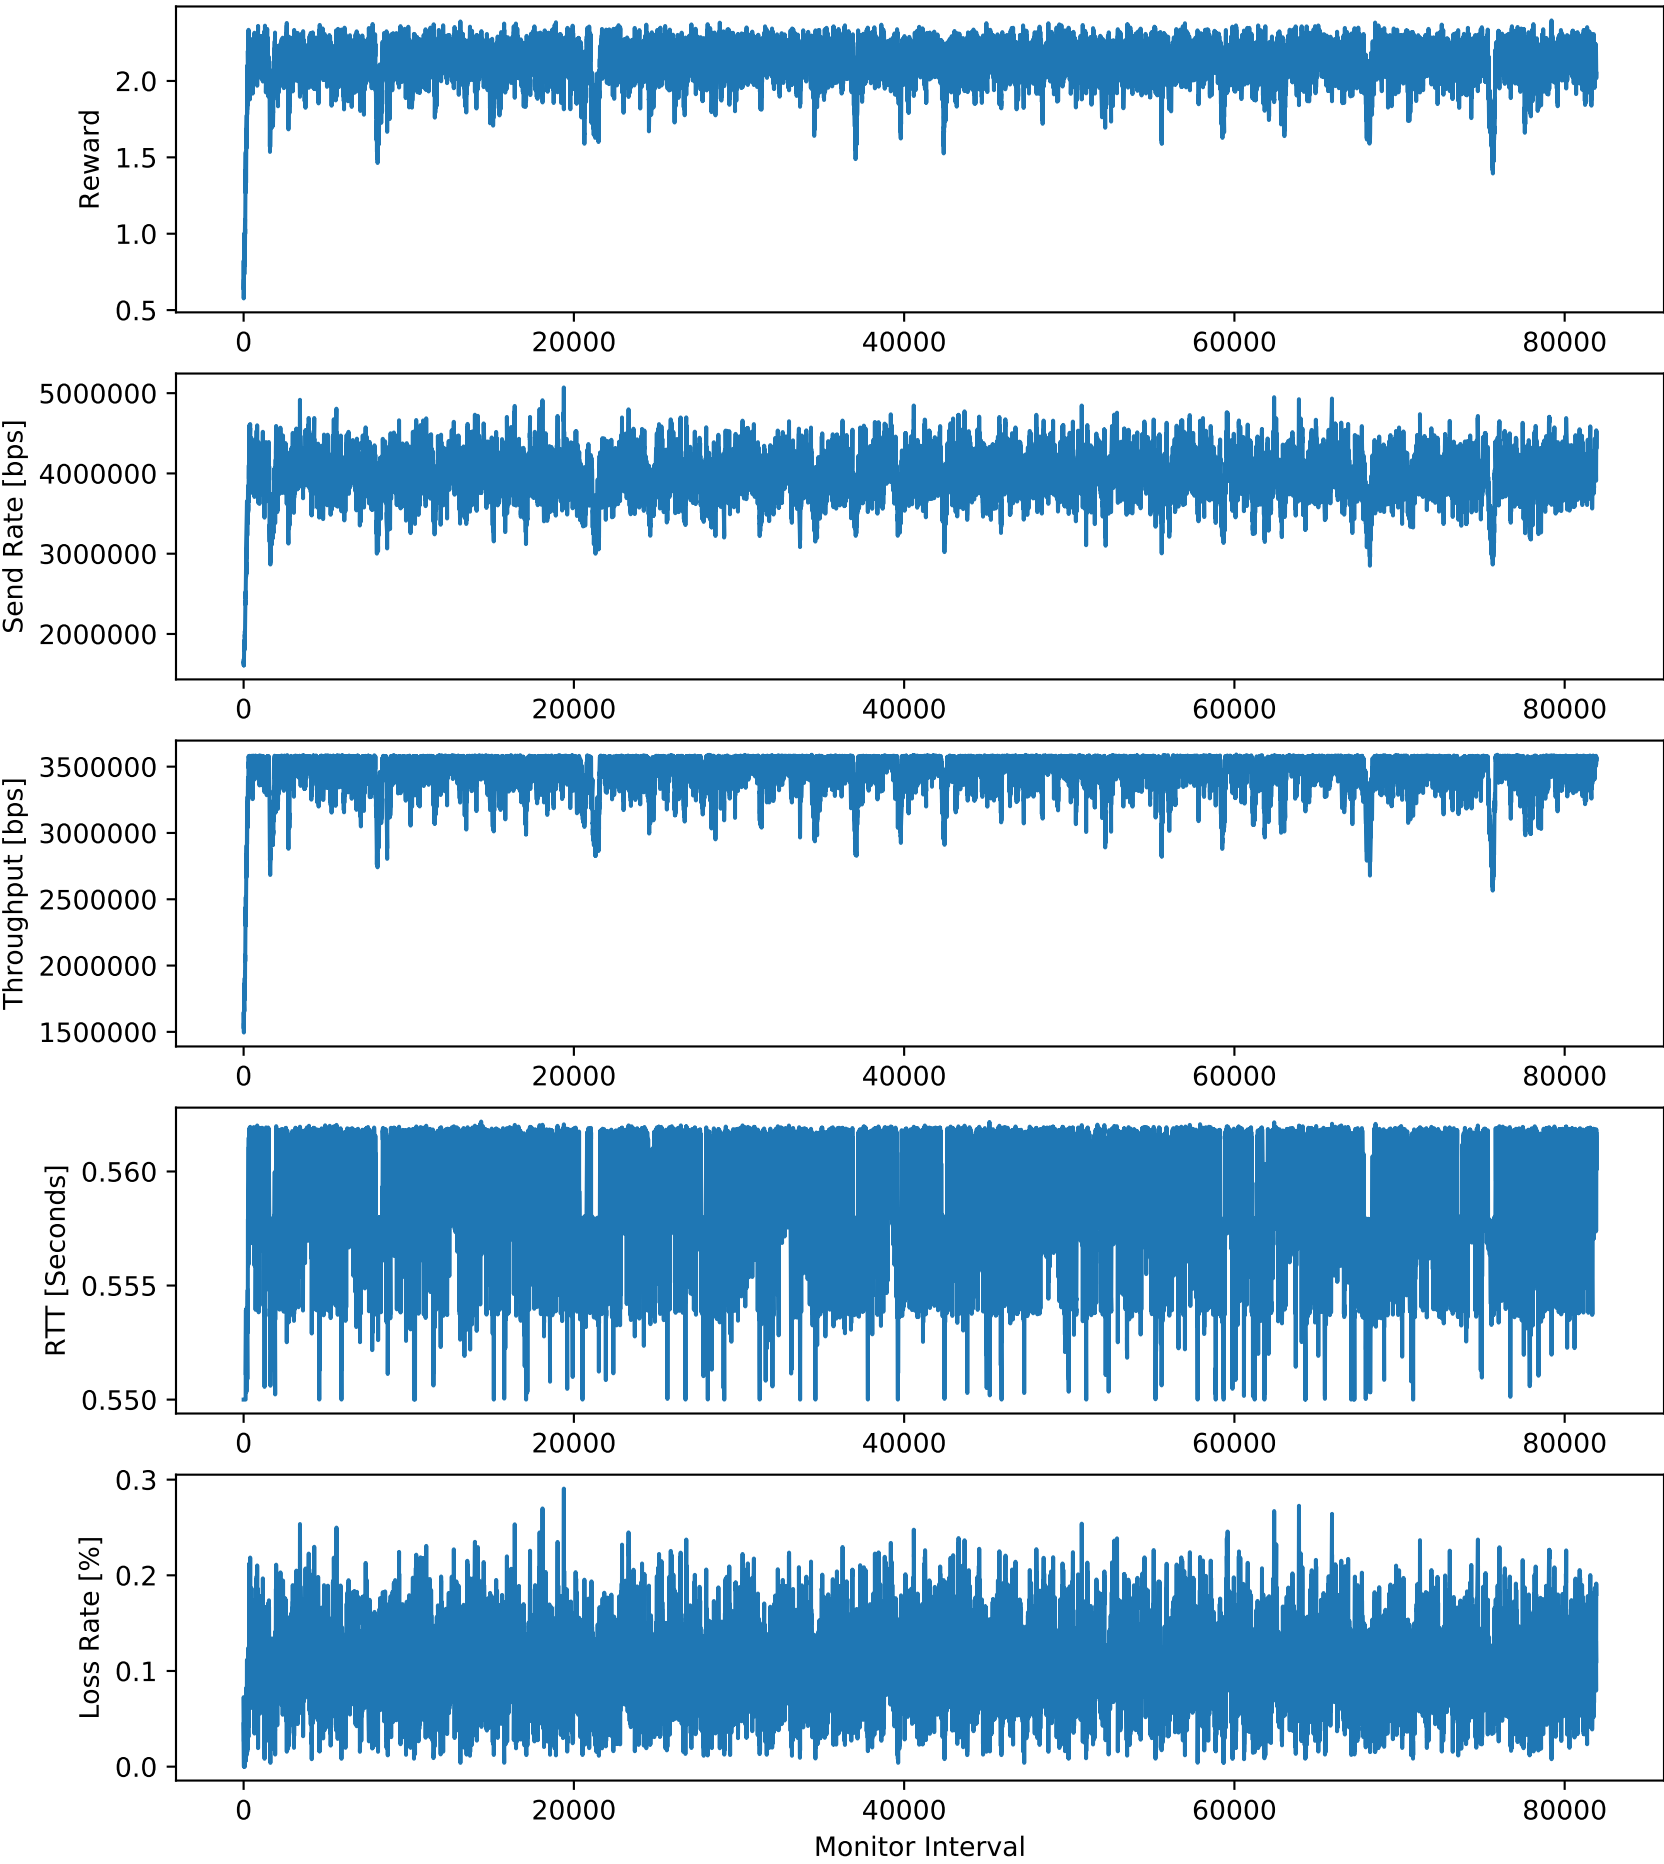 Reward
2.0
1.5
1.0
0.5
0 20000 40000 60000 80000
Send Rate [bps]
5000000
4000000
3000000
2000000
0 20000 40000 60000 80000
Throughput [bps]
3500000
3000000
2500000
2000000
1500000
0 20000 40000 60000 80000
RTT [Seconds]
0.560
0.555
0.550
0 20000 40000 60000 80000
Loss Rate [%]
0.3
0.2
0.1
0.0
0 20000 40000 60000 80000
Monitor Interval